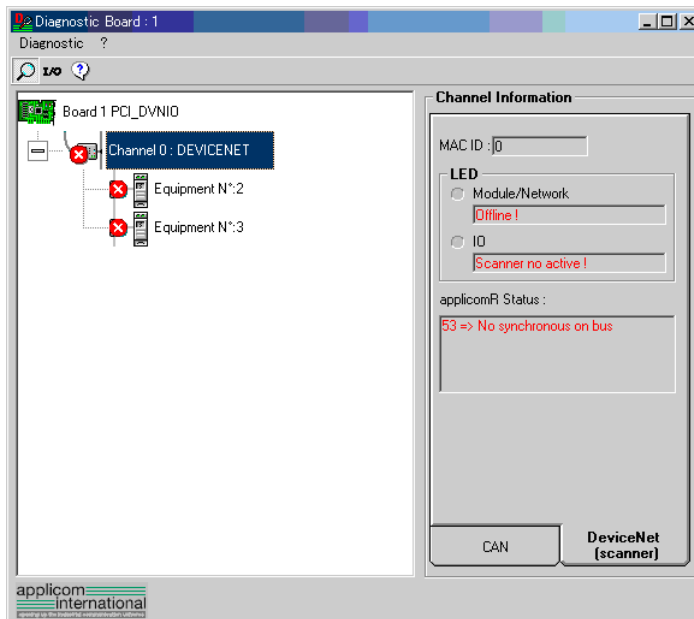 Diagnostic Board : 1
Diagnostic ?
I/O ?
Board 1 PCI_DVNIO
Channel 0 : DEVICENET
Equipment N°:2
Equipment N°:3
Channel Information
MAC ID : 0
LED
Module/Network
Offline !
IO
Scanner no active !
applicomR Status :
53 => No synchronous on bus
CAN
DeviceNet
(scanner)
applicom
international